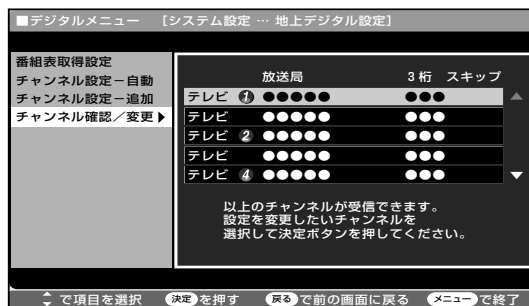 ■デジタルメニュー [システム設定 … 地上デジタル設定]
番組表取得設定
チャンネル設定－自動
チャンネル設定－追加
チャンネル確認／変更▶
放送局 3桁 スキップ
テレビ 1 ●●●●● ●●●
テレビ ●●●●● ●●●
テレビ 2 ●●●●● ●●●
テレビ ●●●●● ●●●
テレビ 4 ●●●●● ●●●
以上のチャンネルが受信できます。
設定を変更したいチャンネルを
選択して決定ボタンを押してください。
で項目を選択 決定を押す 戻るで前の画面に戻る メニューで終了